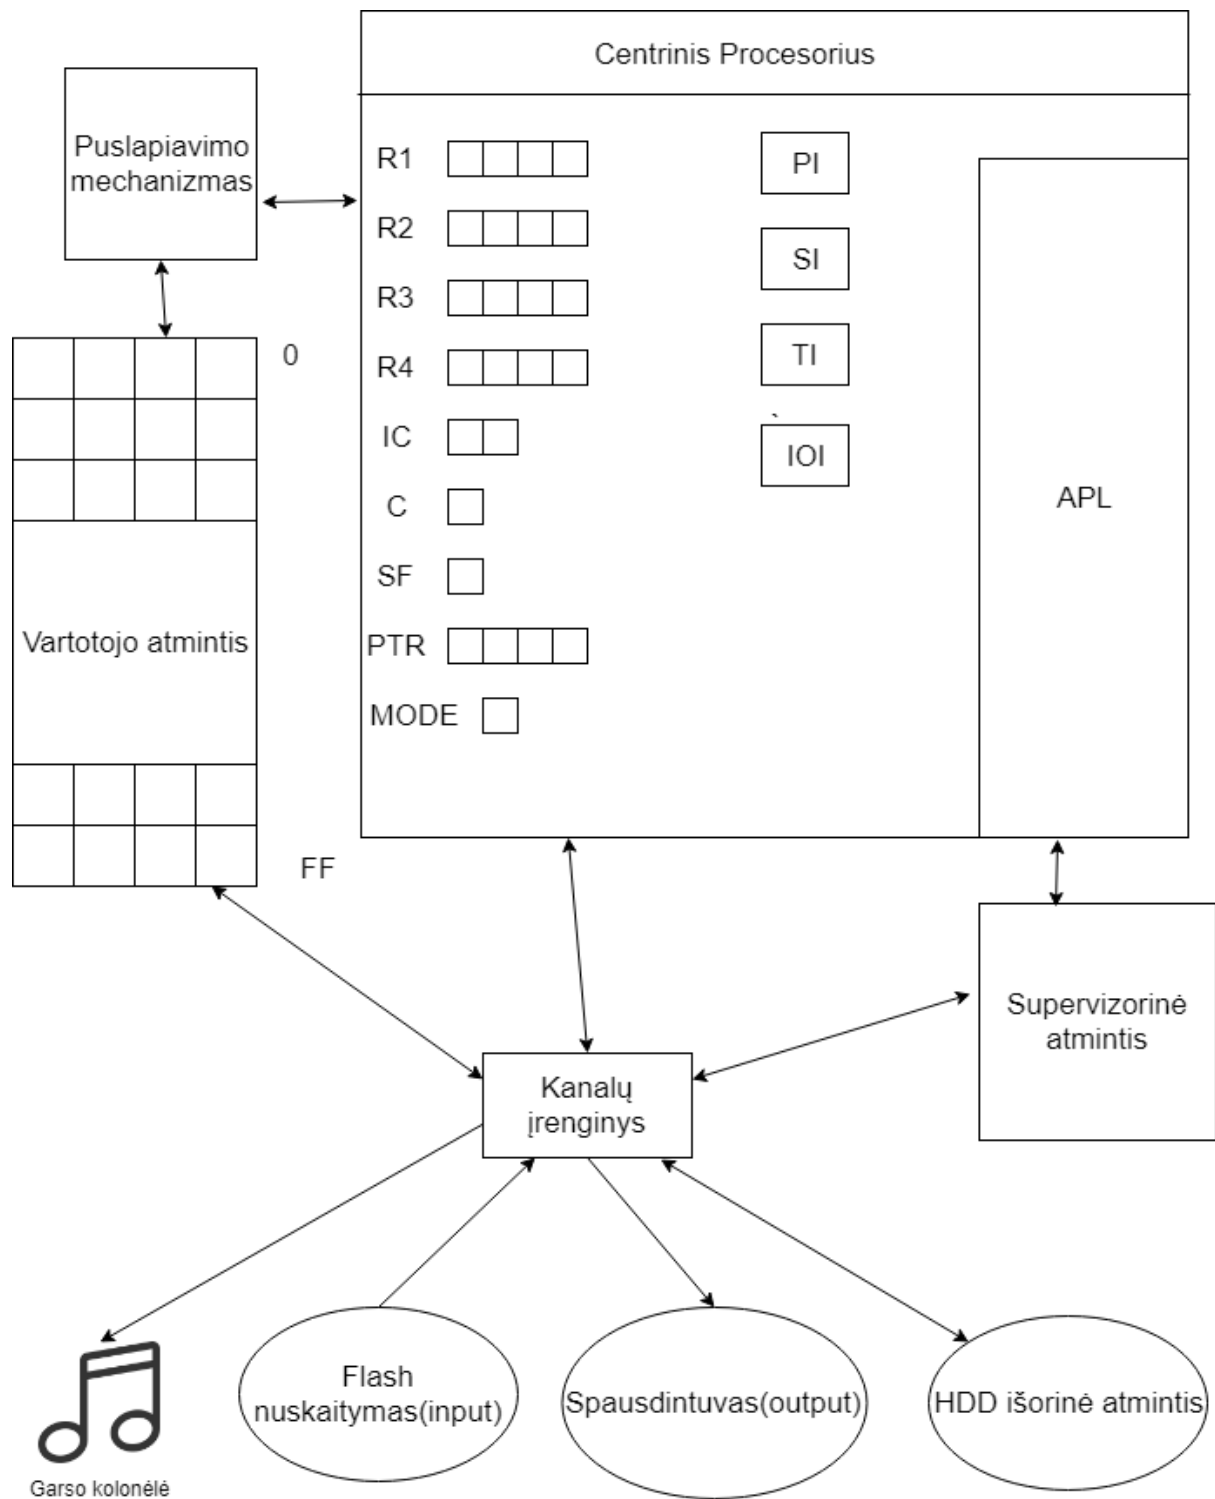 Centrinis Procesorius
Puslapiavimo
mechanizmas
R1
R2
R3
R4
IC
C
SF
PTR
MODE
PI
SI
TI
IOI
APL
0
Vartotojo atmintis
FF
Supervizorinė
atmintis
Kanalų
įrenginys
Garso kolonėlė
Flash
nuskaitymas(input)
Spausdintuvas(output)
HDD išorinė atmintis